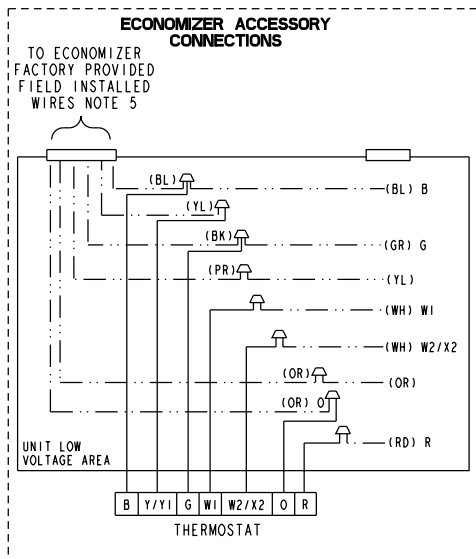 ECONOMIZER ACCESSORY
CONNECTIONS
TO ECONOMIZER
FACTORY PROVIDED
FIELD INSTALLED
WIRES NOTE 5
(BL)
(BL) B
(YL)
(BK)
(GR) G
(PR)
(YL)
(WH) W1
(WH) W2/X2
(OR)
(OR)
(OR) O
(RD) R
UNIT LOW
VOLTAGE AREA
B Y/Y1 G W1 W2/X2 O R
THERMOSTAT